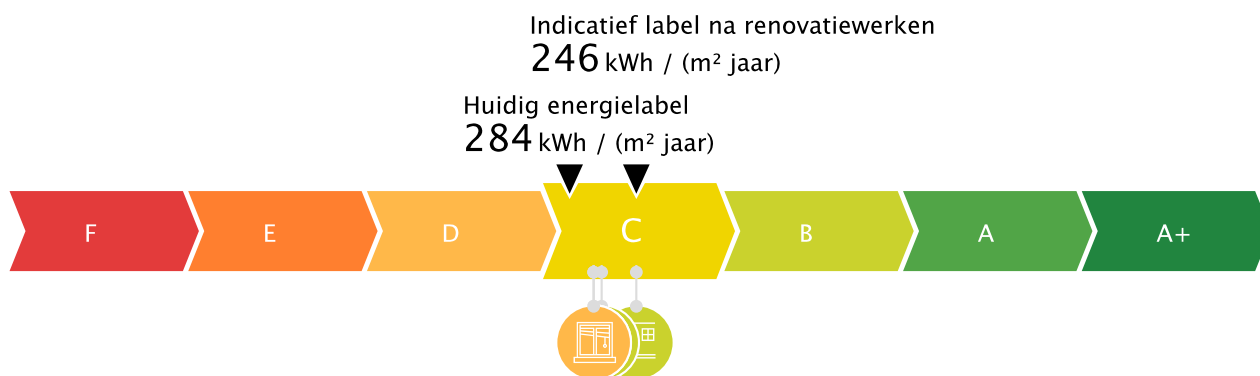 Indicatief label na renovatiewerken
246 kWh / (m² jaar)
Huidig energielabel
284 kWh / (m² jaar)
F E D C B A A+